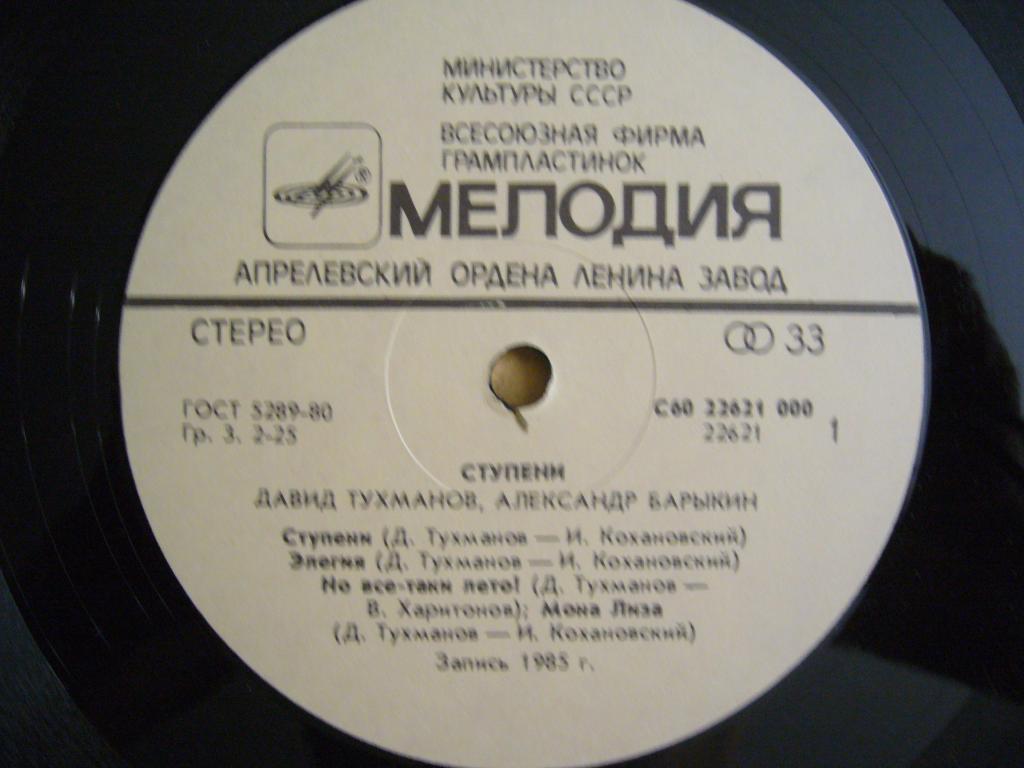 МИНИСТЕРСТВО
КУЛЬТУРЫ СССР
ВСЕСОЮЗНАЯ ФИРМА
ГРАМПЛАСТИНОК
®
МЕЛОДИЯ
АПРЕЛЕВСКИЙ ОРДЕНА ЛЕНИНА ЗАВОД
СТЕРЕО
33
ГОСТ 5289-80
Гр. 3. 2-25
С60 22621 000
22621 1
СТУПЕНИ
ДАВИД ТУХМАНОВ, АЛЕКСАНДР БАРЫКИН
Ступени (Д. Тухманов — И. Кохановский)
Элегия (Д. Тухманов — И. Кохановский)
Но все-таки лето! (Д. Тухманов —
В. Харитонов); Мона Лиза
(Д. Тухманов — И. Кохановский)
Запись 1985 г.